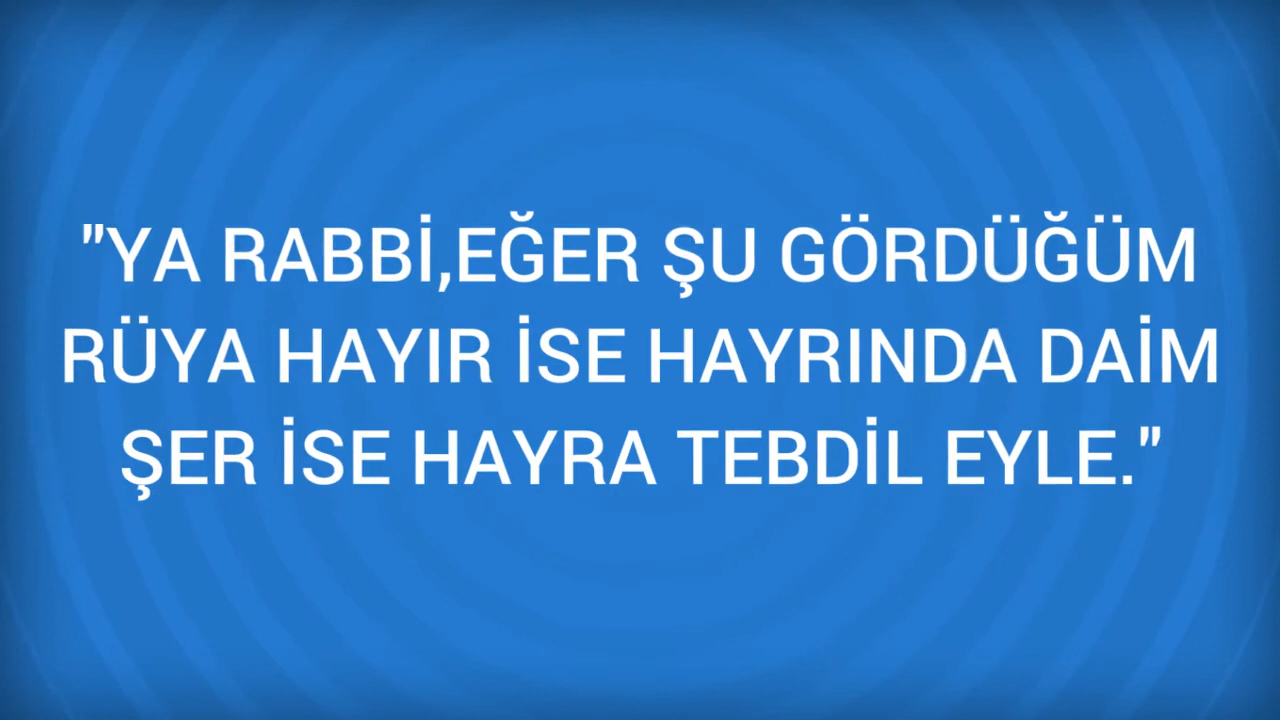 "YA RABBİ,EĞER ŞU GÖRDÜĞÜM
RÜYA HAYIR İSE HAYRINDA DAİM
ŞER İSE HAYRA TEBDİL EYLE."